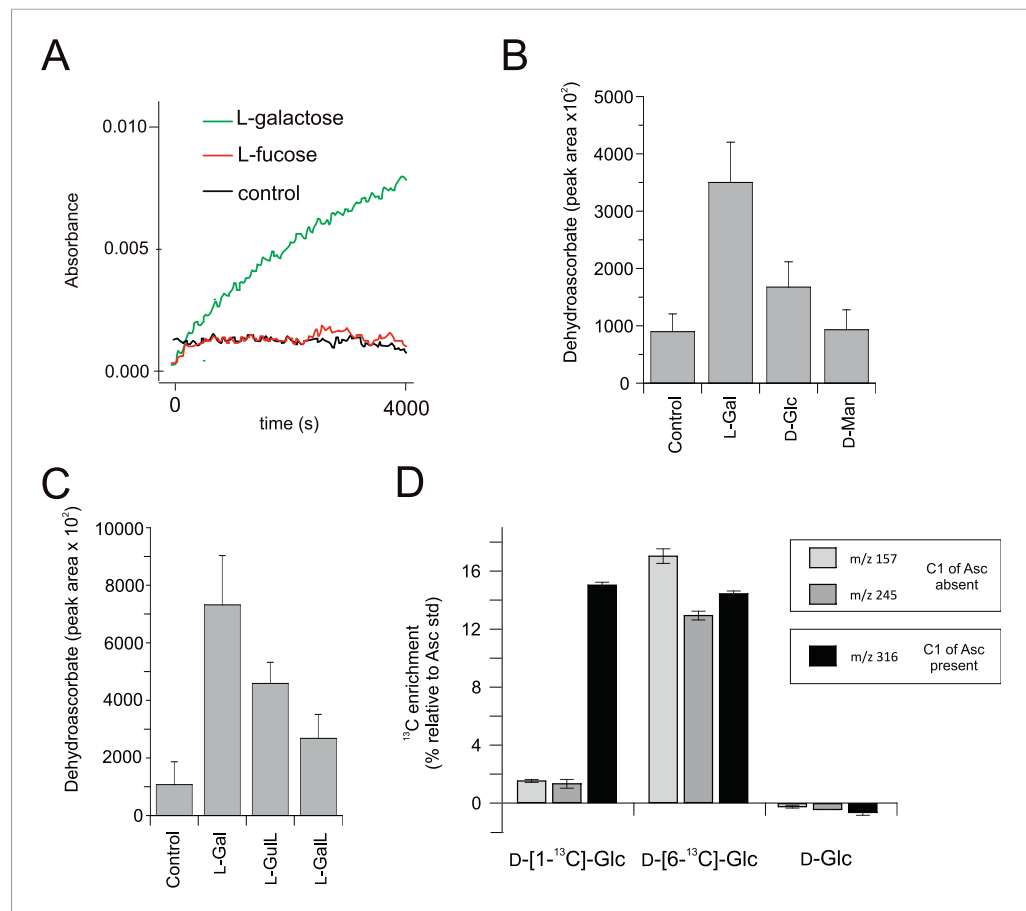 A
0.010
0.005
0.000
Absorbance
L-galactose
L-fucose
control
0
4000
time (s)
B
Dehydroascorbate (peak area x10²)
5000
4000
3000
2000
1000
0
Control
L-Gal
D-Glc
D-Man
C
Dehydroascorbate (peak area x 10²)
10000
8000
6000
4000
2000
0
Control
L-Gal
L-GulL
L-GalL
D
¹³C enrichment
(% relative to Asc std)
16
12
8
4
0
D-[1-¹³C]-Glc
D-[6-¹³C]-Glc
D-Glc
m/z 157
m/z 245
C1 of Asc
absent
m/z 316
C1 of Asc
present